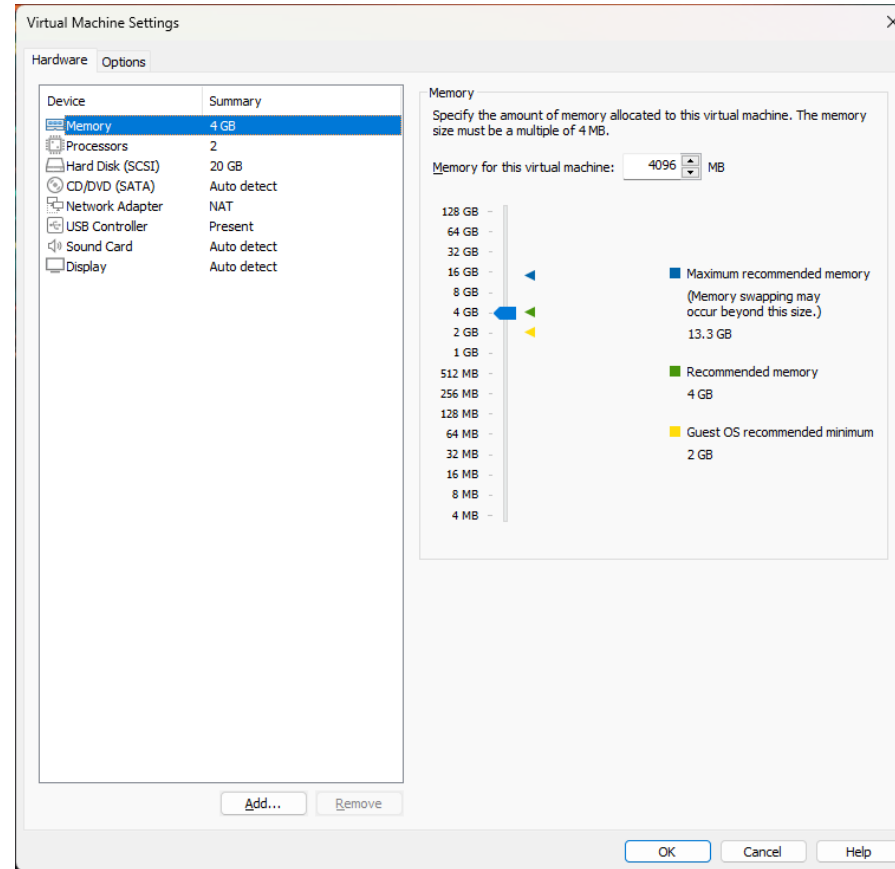 Virtual Machine Settings
Hardware Options
Device Summary
Memory 4 GB
Processors 2
Hard Disk (SCSI) 20 GB
CD/DVD (SATA) Auto detect
Network Adapter NAT
USB Controller Present
Sound Card Auto detect
Display Auto detect
Add... Remove
Memory
Specify the amount of memory allocated to this virtual machine. The memory
size must be a multiple of 4 MB.
Memory for this virtual machine: 4096 MB
128 GB
64 GB
32 GB
16 GB
8 GB
4 GB
2 GB
1 GB
512 MB
256 MB
128 MB
64 MB
32 MB
16 MB
8 MB
4 MB
Maximum recommended memory
(Memory swapping may
occur beyond this size.)
13.3 GB
Recommended memory
4 GB
Guest OS recommended minimum
2 GB
OK Cancel Help